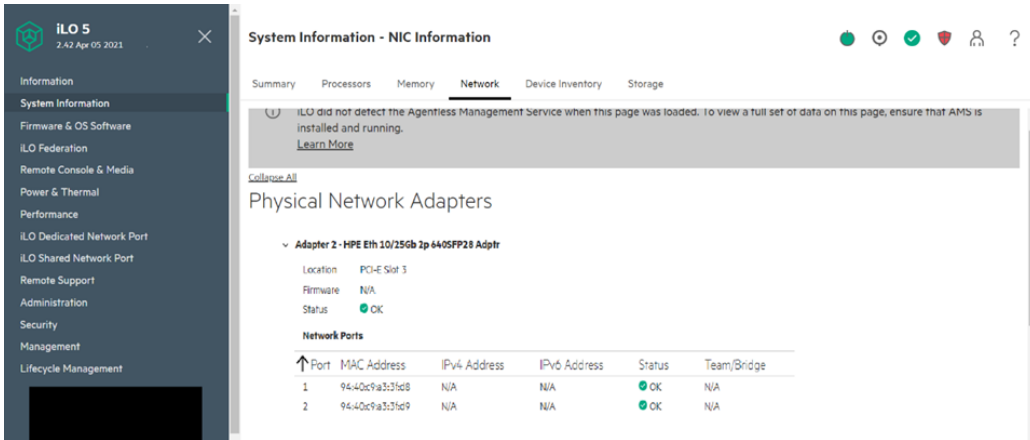 iLO 5
2.42 Apr 05 2021
Information
System Information
Firmware & OS Software
iLO Federation
Remote Console & Media
Power & Thermal
Performance
iLO Dedicated Network Port
iLO Shared Network Port
Remote Support
Administration
Security
Management
Lifecycle Management
System Information - NIC Information
?
Summary Processors Memory Network Device Inventory Storage
iLO did not detect the Agentless Management Service when this page was loaded. To view a full set of data on this page, ensure that AMS is
installed and running.
Learn More
Collapse All
Physical Network Adapters
Adapter 2 - HPE Eth 10/25Gb 2p 640SFP28 Adptr
Location PCI-E Slot 3
Firmware N/A
Status OK
Network Ports
Port MAC Address IPv4 Address IPv6 Address Status Team/Bridge
1 94:40:c9:a3:3f:d8 N/A N/A OK N/A
2 94:40:c9:a3:3f:d9 N/A N/A OK N/A